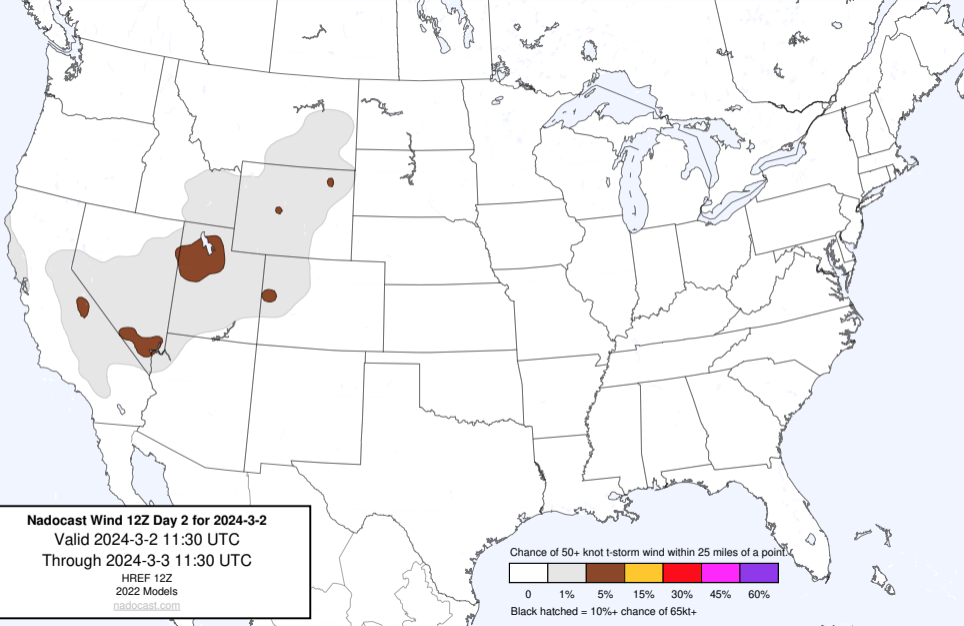 Nadocast Wind 12Z Day 2 for 2024-3-2
Valid 2024-3-2 11:30 UTC
Through 2024-3-3 11:30 UTC
HREF 12Z
2022 Models
nadocast.com
Chance of 50+ knot t-storm wind within 25 miles of a point.
0 1% 5% 15% 30% 45% 60%
Black hatched = 10%+ chance of 65kt+